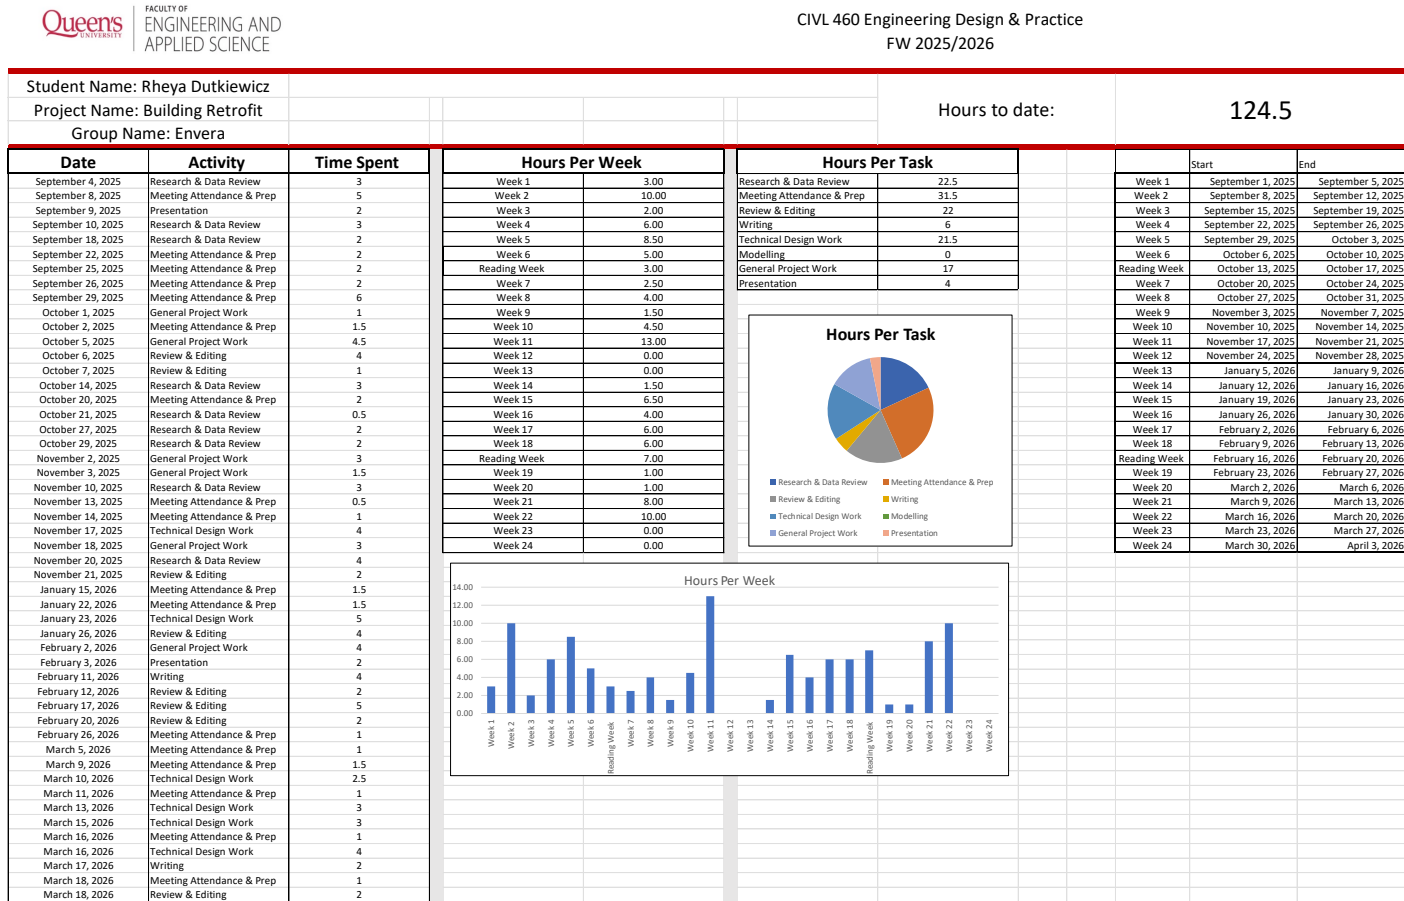 Queen's
UNIVERSITY
FACULTY OF
ENGINEERING AND
APPLIED SCIENCE
CIVL 460 Engineering Design & Practice
FW 2025/2026
Student Name: Rheya Dutkiewicz
Project Name: Building Retrofit
Group Name: Envera
Hours to date: 124.5
Date Activity Time Spent
September 4, 2025 Research & Data Review 3
September 8, 2025 Meeting Attendance & Prep 5
September 9, 2025 Presentation 2
September 10, 2025 Research & Data Review 3
September 18, 2025 Research & Data Review 2
September 22, 2025 Meeting Attendance & Prep 2
September 25, 2025 Meeting Attendance & Prep 2
September 26, 2025 Meeting Attendance & Prep 2
September 29, 2025 Meeting Attendance & Prep 6
October 1, 2025 General Project Work 1
October 2, 2025 Meeting Attendance & Prep 1.5
October 5, 2025 General Project Work 4.5
October 6, 2025 Review & Editing 4
October 7, 2025 Review & Editing 1
October 14, 2025 Research & Data Review 3
October 20, 2025 Meeting Attendance & Prep 2
October 21, 2025 Research & Data Review 0.5
October 27, 2025 Research & Data Review 2
October 29, 2025 Research & Data Review 2
November 2, 2025 General Project Work 3
November 3, 2025 General Project Work 1.5
November 10, 2025 Research & Data Review 3
November 13, 2025 Meeting Attendance & Prep 0.5
November 14, 2025 Meeting Attendance & Prep 1
November 17, 2025 Technical Design Work 4
November 18, 2025 General Project Work 3
November 20, 2025 Research & Data Review 4
November 21, 2025 Review & Editing 2
January 15, 2026 Meeting Attendance & Prep 1.5
January 22, 2026 Meeting Attendance & Prep 1.5
January 23, 2026 Technical Design Work 5
January 26, 2026 Review & Editing 4
February 2, 2026 General Project Work 4
February 3, 2026 Presentation 2
February 11, 2026 Writing 4
February 12, 2026 Review & Editing 2
February 17, 2026 Review & Editing 5
February 20, 2026 Review & Editing 2
February 26, 2026 Meeting Attendance & Prep 1
March 5, 2026 Meeting Attendance & Prep 1
March 9, 2026 Meeting Attendance & Prep 1.5
March 10, 2026 Technical Design Work 2.5
March 11, 2026 Meeting Attendance & Prep 1
March 13, 2026 Technical Design Work 3
March 15, 2026 Technical Design Work 3
March 16, 2026 Meeting Attendance & Prep 1
March 16, 2026 Technical Design Work 4
March 17, 2026 Writing 2
March 18, 2026 Meeting Attendance & Prep 1
March 18, 2026 Review & Editing 2
Hours Per Week
Week 1 3.00
Week 2 10.00
Week 3 2.00
Week 4 6.00
Week 5 8.50
Week 6 5.00
Reading Week 3.00
Week 7 2.50
Week 8 4.00
Week 9 1.50
Week 10 4.50
Week 11 13.00
Week 12 0.00
Week 13 0.00
Week 14 1.50
Week 15 6.50
Week 16 4.00
Week 17 6.00
Week 18 6.00
Reading Week 7.00
Week 19 1.00
Week 20 1.00
Week 21 8.00
Week 22 10.00
Week 23 0.00
Week 24 0.00
Hours Per Task
Research & Data Review 22.5
Meeting Attendance & Prep 31.5
Review & Editing 22
Writing 6
Technical Design Work 21.5
Modelling 0
General Project Work 17
Presentation 4
Hours Per Task
Research & Data Review Meeting Attendance & Prep
Review & Editing Writing
Technical Design Work Modelling
General Project Work Presentation
Start End
Week 1 September 1, 2025 September 5, 2025
Week 2 September 8, 2025 September 12, 2025
Week 3 September 15, 2025 September 19, 2025
Week 4 September 22, 2025 September 26, 2025
Week 5 September 29, 2025 October 3, 2025
Week 6 October 6, 2025 October 10, 2025
Reading Week October 13, 2025 October 17, 2025
Week 7 October 20, 2025 October 24, 2025
Week 8 October 27, 2025 October 31, 2025
Week 9 November 3, 2025 November 7, 2025
Week 10 November 10, 2025 November 14, 2025
Week 11 November 17, 2025 November 21, 2025
Week 12 November 24, 2025 November 28, 2025
Week 13 January 5, 2026 January 9, 2026
Week 14 January 12, 2026 January 16, 2026
Week 15 January 19, 2026 January 23, 2026
Week 16 January 26, 2026 January 30, 2026
Week 17 February 2, 2026 February 6, 2026
Week 18 February 9, 2026 February 13, 2026
Reading Week February 16, 2026 February 20, 2026
Week 19 February 23, 2026 February 27, 2026
Week 20 March 2, 2026 March 6, 2026
Week 21 March 9, 2026 March 13, 2026
Week 22 March 16, 2026 March 20, 2026
Week 23 March 23, 2026 March 27, 2026
Week 24 March 30, 2026 April 3, 2026
Hours Per Week
14.00
12.00
10.00
8.00
6.00
4.00
2.00
0.00
Week 1
Week 2
Week 3
Week 4
Week 5
Week 6
Reading Week
Week 7
Week 8
Week 9
Week 10
Week 11
Week 12
Week 13
Week 14
Week 15
Week 16
Week 17
Week 18
Reading Week
Week 19
Week 20
Week 21
Week 22
Week 23
Week 24